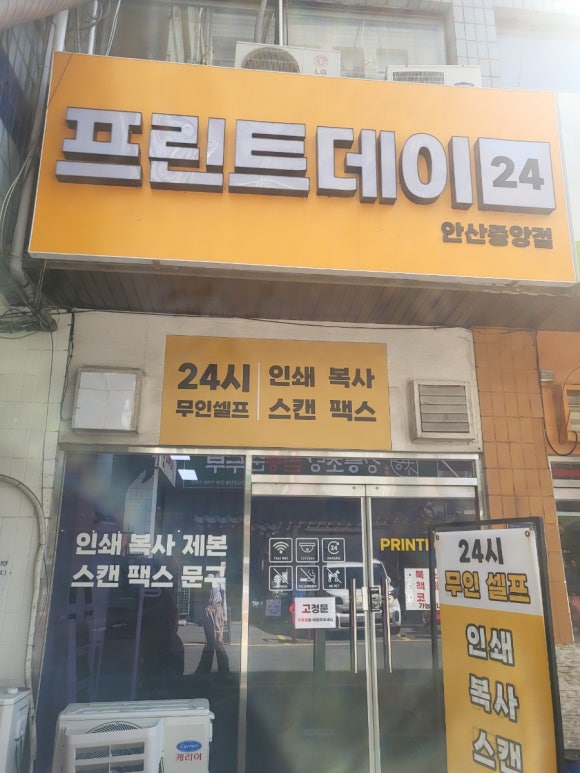 LG
프린트데이 24
안산중앙점
24시 인쇄 복사
무인셀프 스캔 팩스
인쇄 복사 제본
스캔 팩스 문구
PRINTI
고정문
24시
무인 셀프
인쇄
복사
스캔
Carrier
캐리어